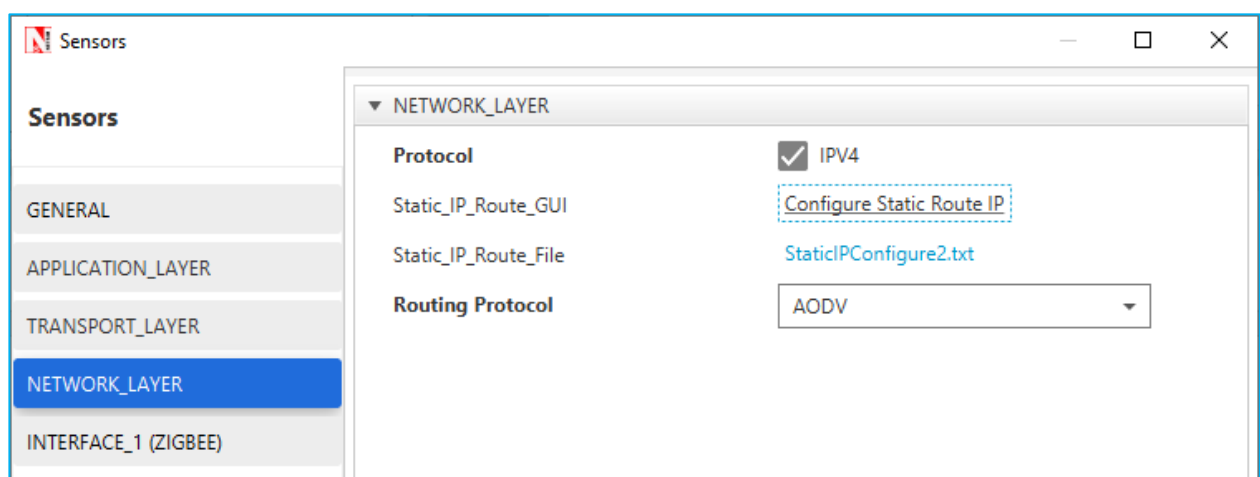 Sensors
Sensors
GENERAL
APPLICATION_LAYER
TRANSPORT_LAYER
NETWORK_LAYER
INTERFACE_1 (ZIGBEE)
NETWORK_LAYER
Protocol IPV4
Static_IP_Route_GUI Configure Static Route IP
Static_IP_Route_File StaticIPConfigure2.txt
Routing Protocol AODV